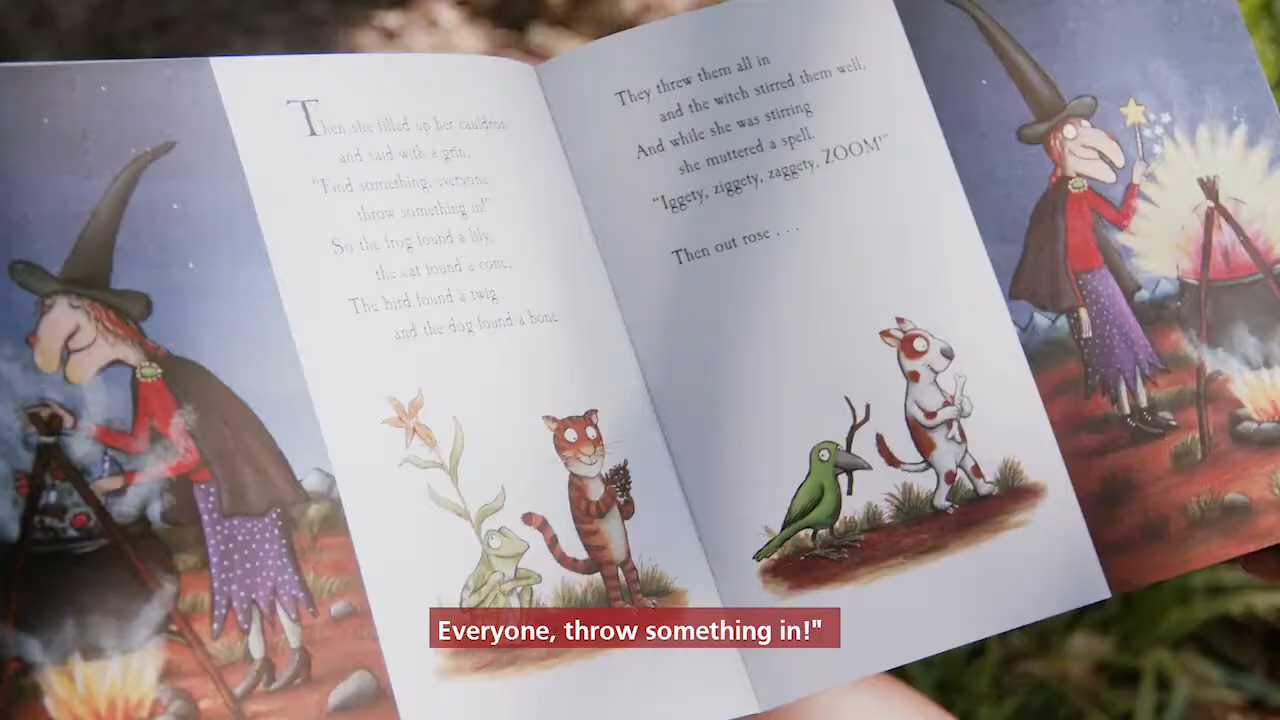 Then she filled up her cauldron
and said with a grin,
"Find something, everyone,
throw something in!"
So the frog found a lily,
the cat found a cone,
The bird found a twig
and the dog found a bone.
They threw them all in
and the witch stirred them well,
And while she was stirring
she muttered a spell.
"Iggety, ziggety, zaggety, ZOOM!"
Then out rose . . .
Everyone, throw something in!"